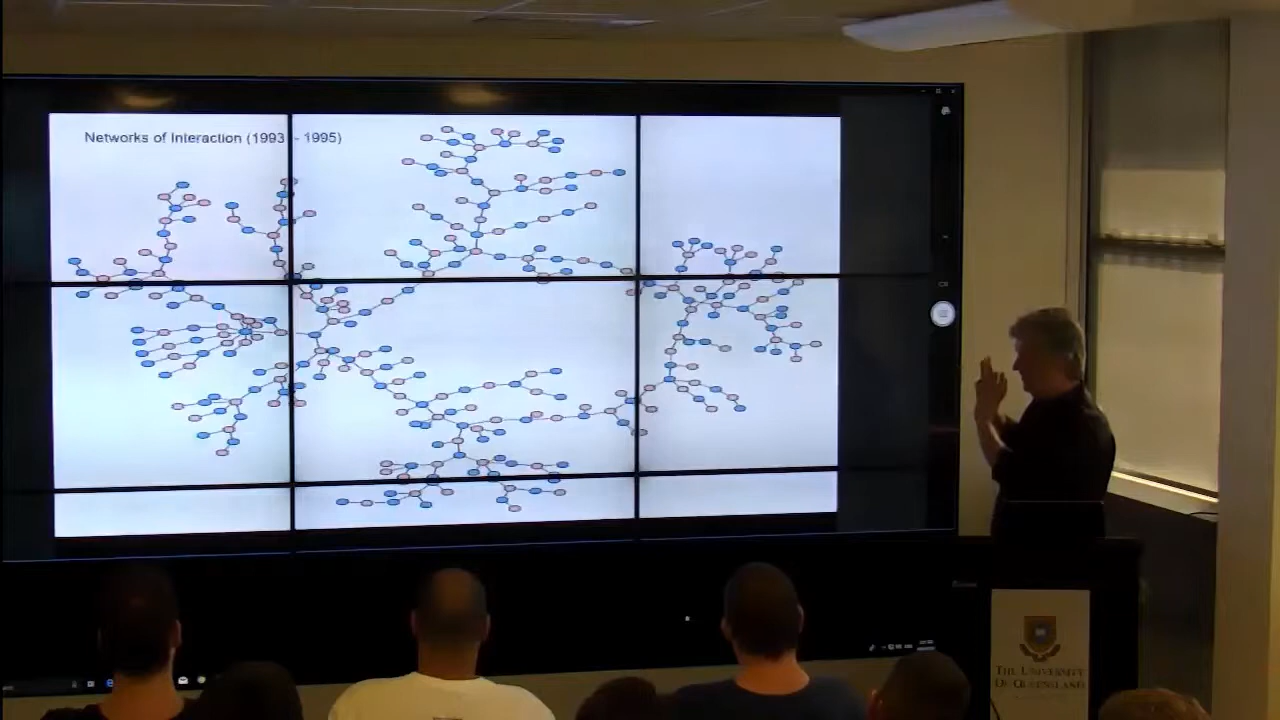 Networks of Interaction (1993 - 1995)
THE UNIVERSITY
OF QUEENSLAND